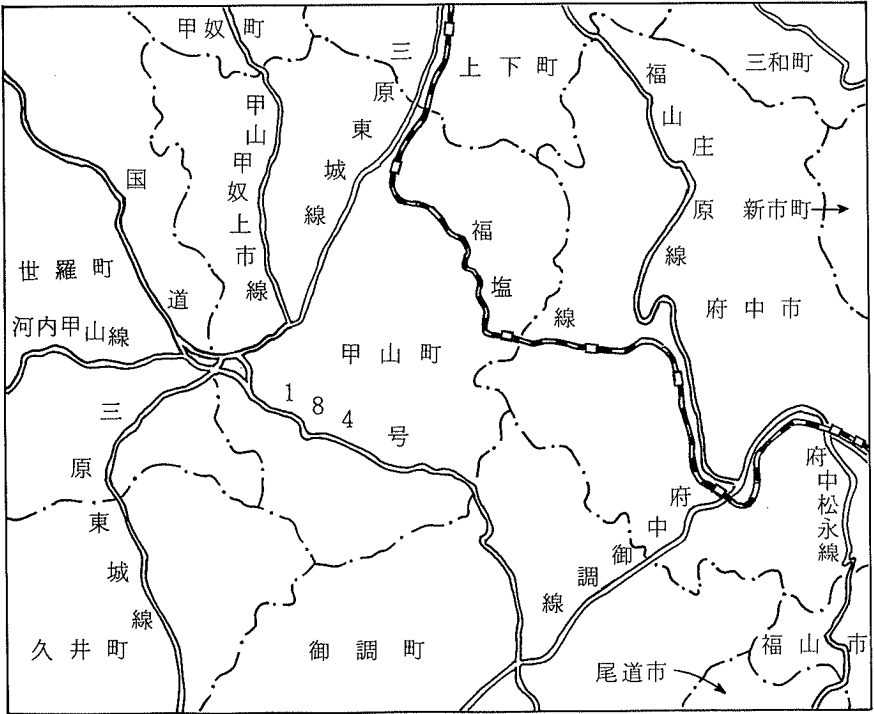 甲奴町
上下町
三和町
甲山甲奴上市線
三原東城線
福山庄原線
新市町
国道184号
福塩線
世羅町
河内甲山線
甲山町
府中市
三原東城線
府中御調線
府中松永線
久井町
御調町
尾道市
福山市